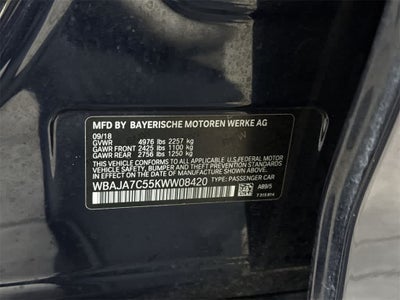 MFD. BY BAYERISCHE MOTOREN WERKE AG
09/18
GVWR 4976 lbs 2257 kg
GAWR FRONT 2425 lbs 1100 kg
GAWR REAR 2756 lbs 1250 kg
THIS VEHICLE CONFORMS TO ALL APPLICABLE U.S.FEDERAL MOTOR
VEHICLE SAFETY, BUMPER, AND THEFT PREVENTION STANDARDS
IN EFFECT ON THE DATE OF MANUFACTURE SHOWN ABOVE.
WBAJA7C55KWW08420 TYPE: PASSENGER CAR
A89/5